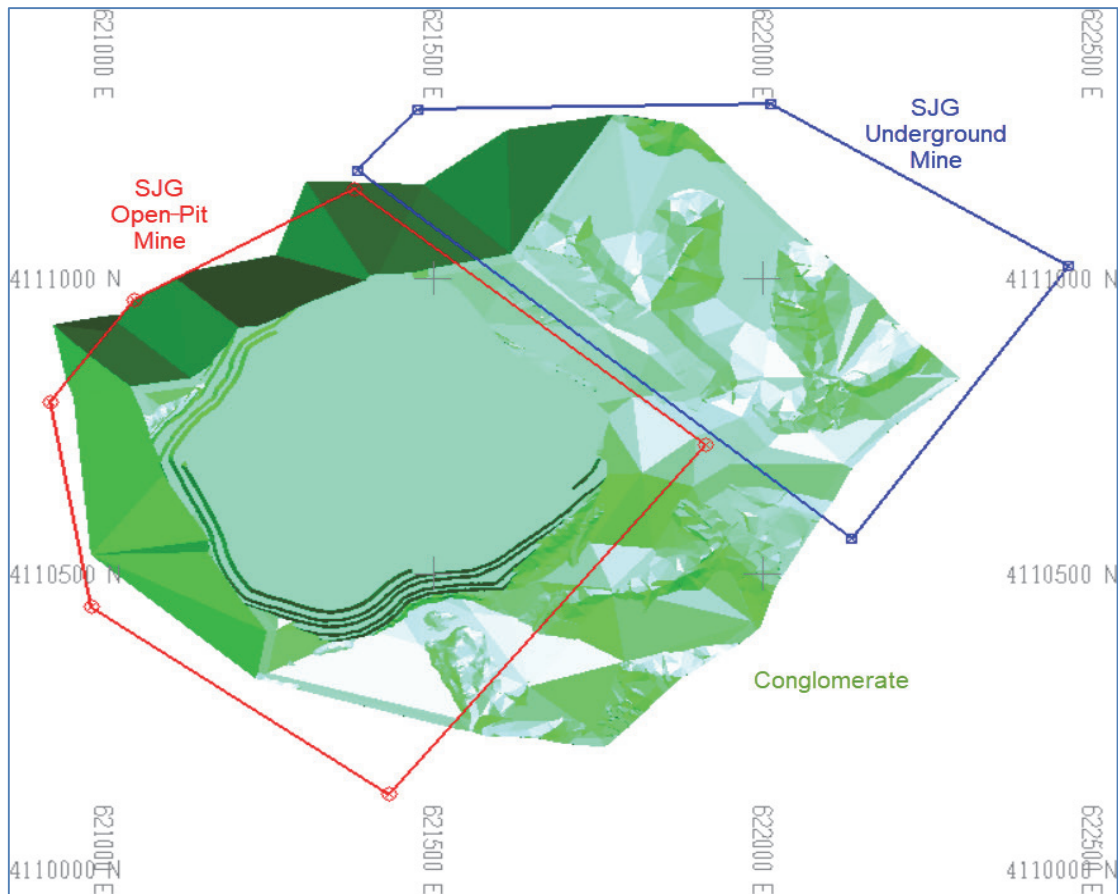 621000 E
621500 E
622000 E
622500 E
SJG
Underground
Mine
SJG
Open-Pit
Mine
4111000 N
4111000 N
4110500 N
4110500 N
Conglomerate
621000 E
621500 E
622000 E
622500 E
4110000 N
4110000 N